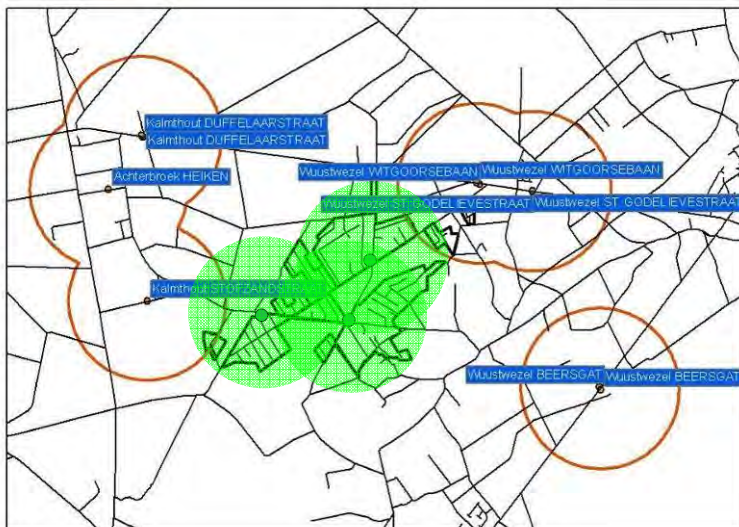 Kalmthout DUFFELAARSTRAAT
Kalmthout DUFFELAARSTRAAT
Achterbroek HEIKEN
Wuustwezel WITGOORSEBAAN
Wuustwezel WITGOORSEBAAN
Wuustwezel ST. GODELIEVESTRAAT
Wuustwezel ST. GODELIEVESTRAAT
Kalmthout STOFZANDSTRAAT
Wuustwezel BEERSGAT
Wuustwezel BEERSGAT